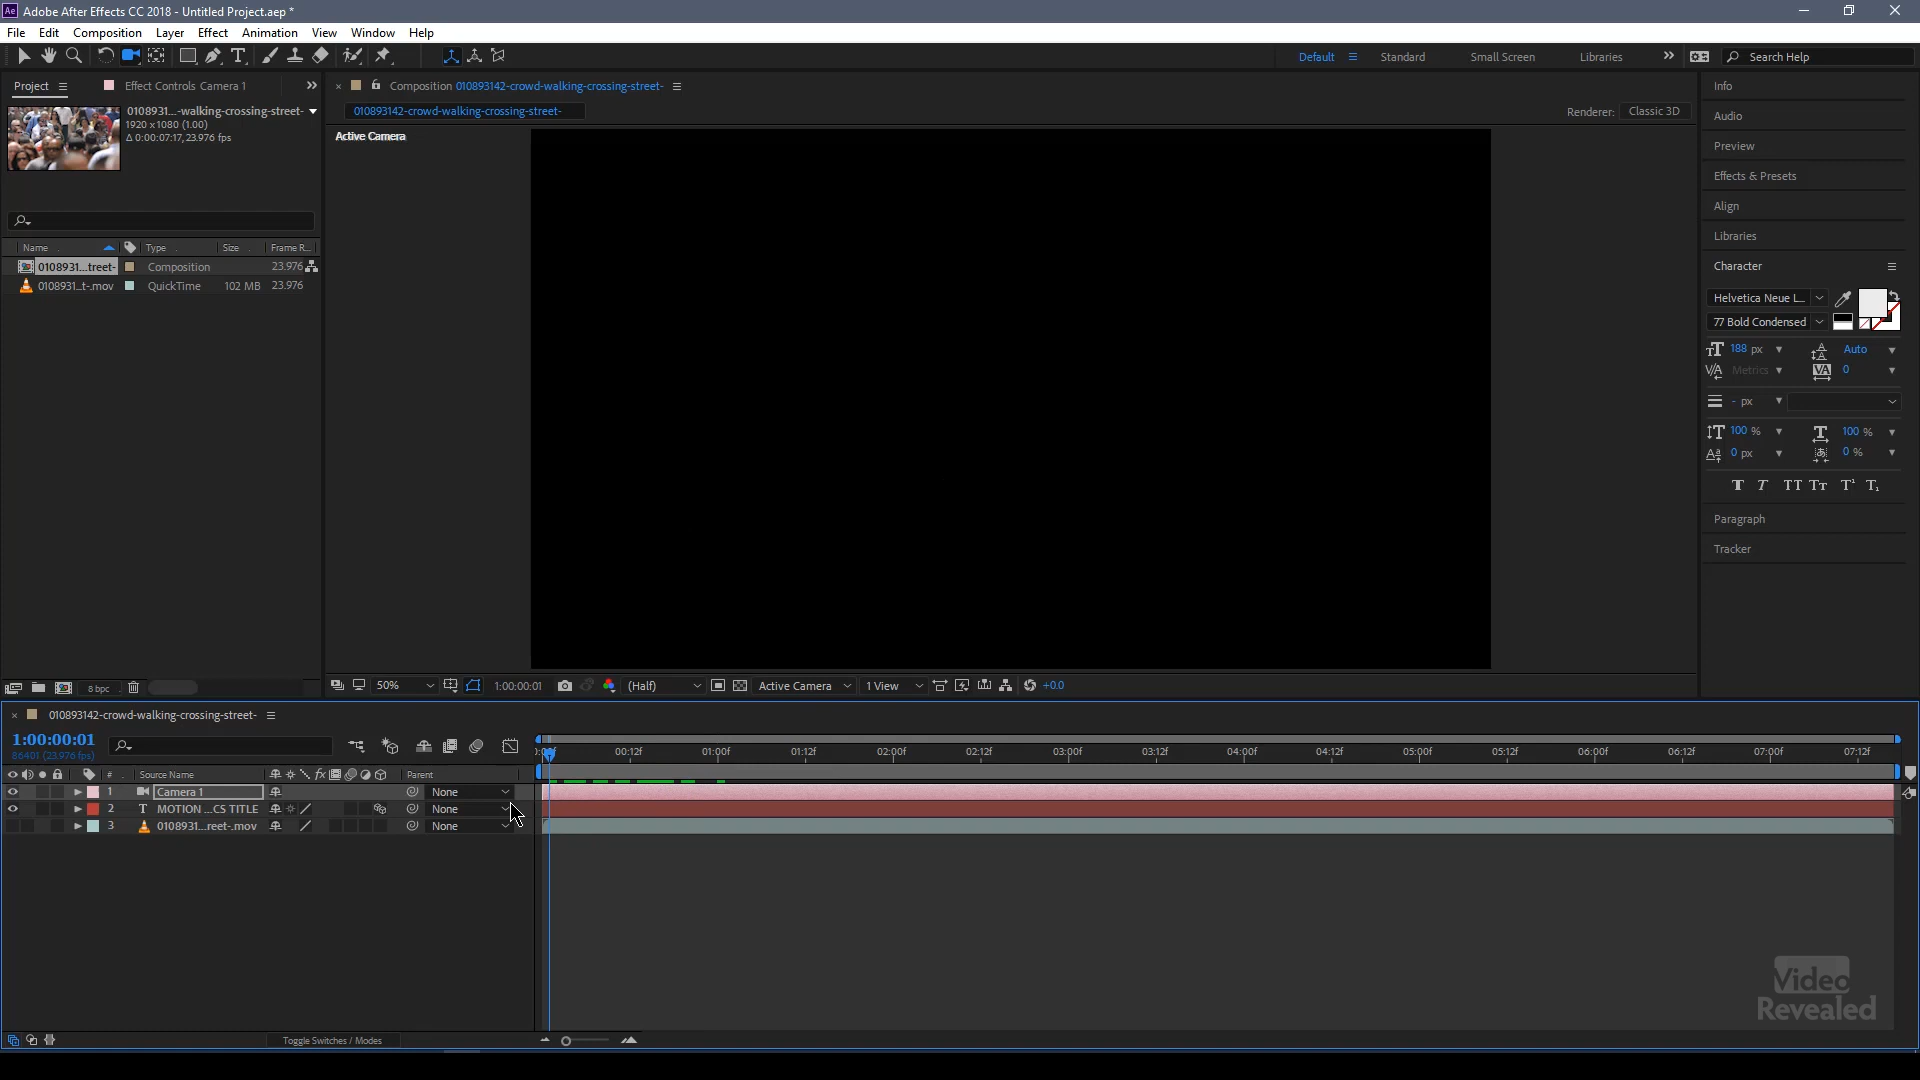 Ae Adobe After Effects CC 2018 - Untitled Project.aep *
File Edit Composition Layer Effect Animation View Window Help
Default Standard Small Screen Libraries Search Help
Project Effect Controls Camera 1
Composition 010893142-crowd-walking-crossing-street-
Info
0108931...-walking-crossing-street-
010893142-crowd-walking-crossing-street-
Renderer: Classic 3D
1920 x 1080 (1.00)
Δ 0:00:07:17, 23.976 fps
Active Camera
Audio
Preview
Effects & Presets
Align
Libraries
Character
Name Type Size Frame R...
0108931...treet- Composition 23.976
0108931...t-.mov QuickTime 102 MB 23.976
Helvetica Neue L...
77 Bold Condensed
188 px Auto
Metrics 0
- px
100 % 100 %
0 px 0 %
T T TT Tт T¹ T₁
Paragraph
Tracker
8 bpc
50% 1:00:00:01 (Half) Active Camera 1 View +0.0
010893142-crowd-walking-crossing-street-
1:00:00:01
86401 (23.976 fps)
00:12f 01:00f 01:12f 02:00f 02:12f 03:00f 03:12f 04:00f 04:12f 05:00f 05:12f 06:00f 06:12f 07:00f 07:12f
# Source Name fx Parent
1 Camera 1 None
2 T MOTION ...CS TITLE None
3 0108931...reet-.mov None
Toggle Switches / Modes
Video
Revealed